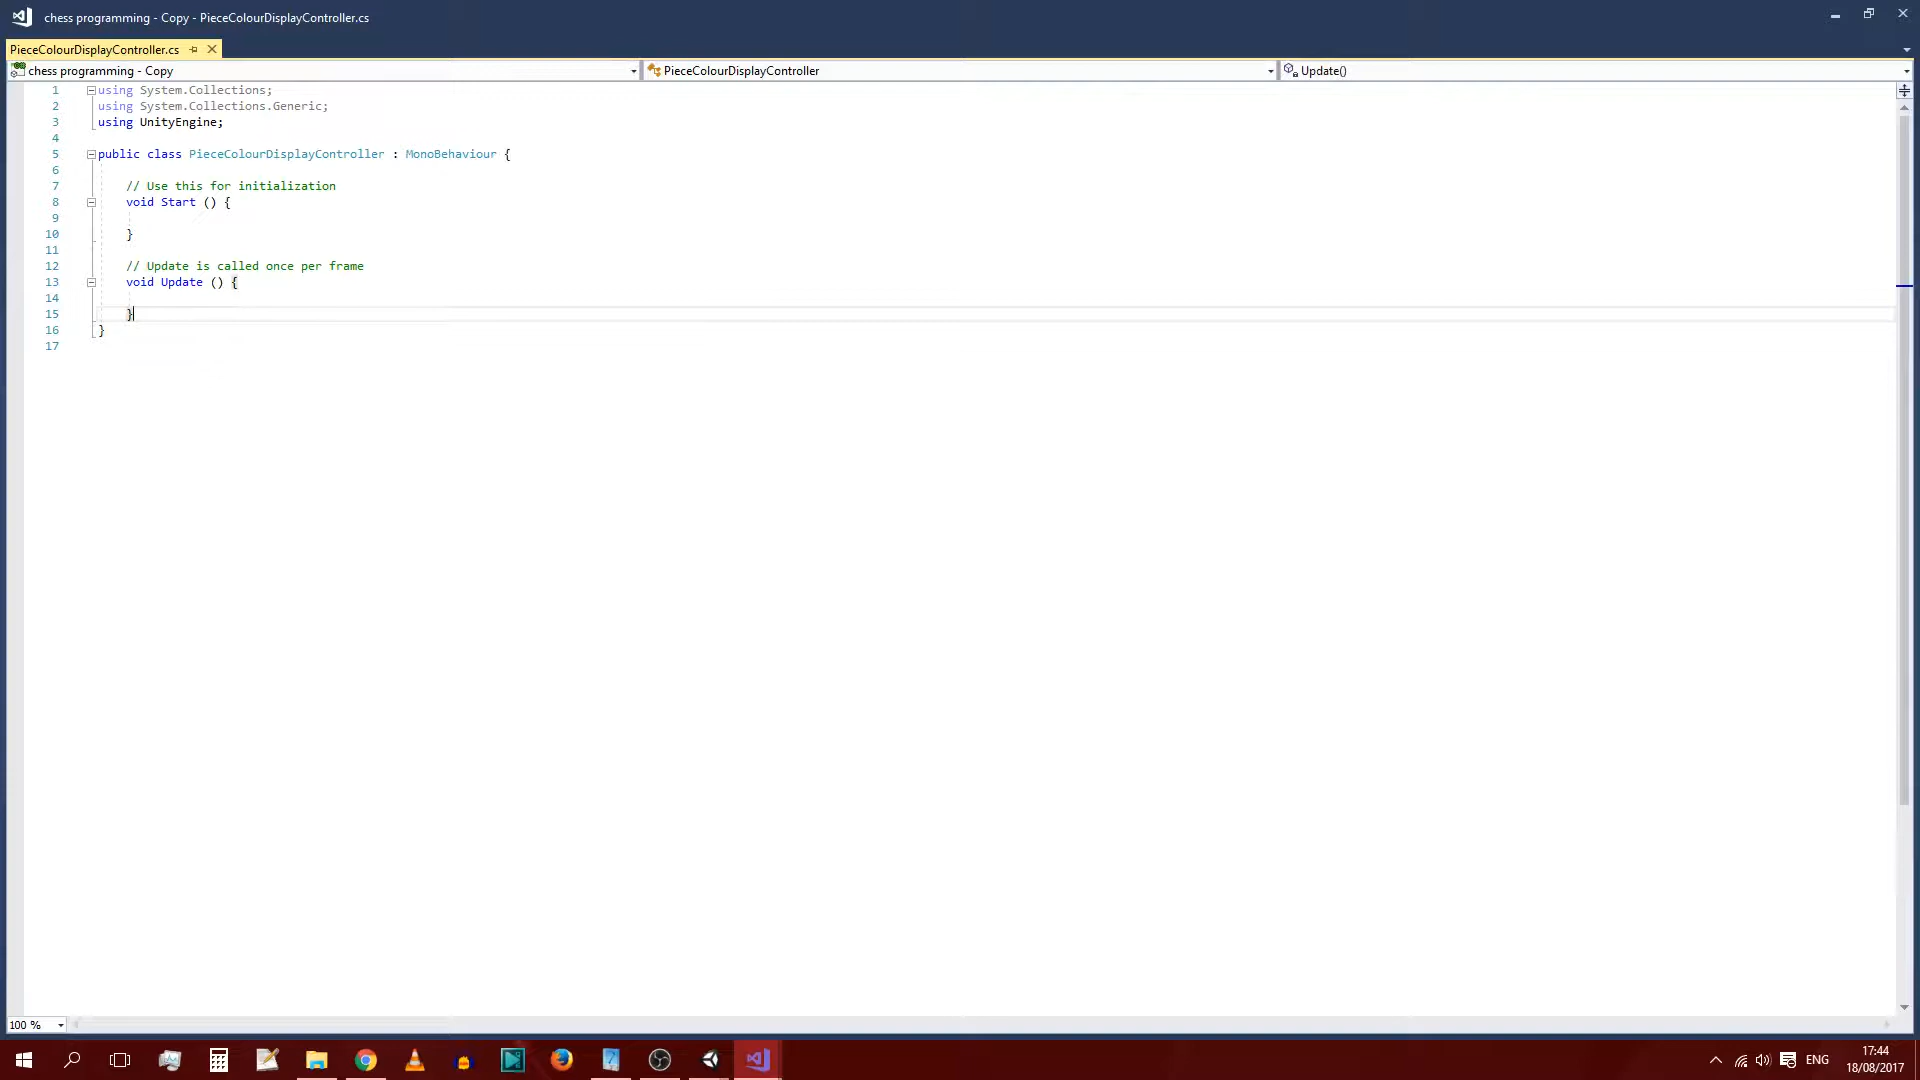 chess programming - Copy - PieceColourDisplayController.cs
PieceColourDisplayController.cs
chess programming - Copy
PieceColourDisplayController
Update()
1 using System.Collections;
2 using System.Collections.Generic;
3 using UnityEngine;
4
5 public class PieceColourDisplayController : MonoBehaviour {
6
7 // Use this for initialization
8 void Start () {
9
10 }
11
12 // Update is called once per frame
13 void Update () {
14
15 }
16 }
17
100 %
ENG
17:44
18/08/2017